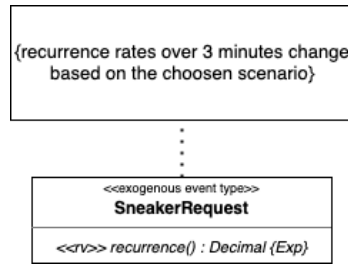 {recurrence rates over 3 minutes change
based on the choosen scenario}
<<exogenous event type>>
SneakerRequest
<<rv>> recurrence() : Decimal {Exp}